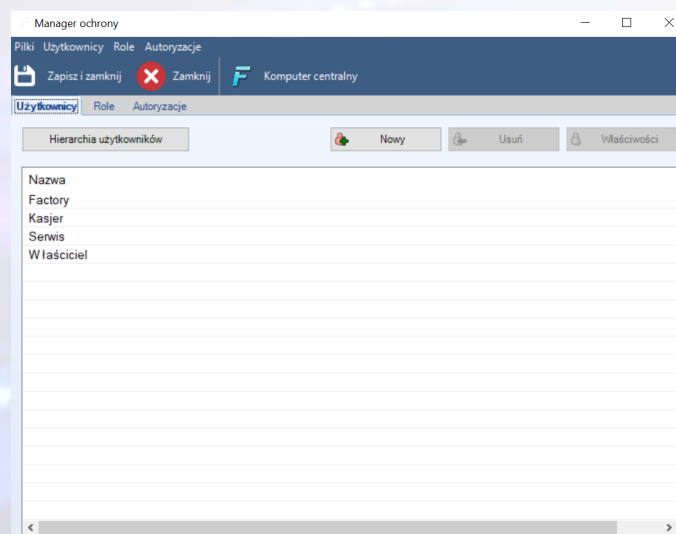 Manager ochrony
Pilki Użytkownicy Role Autoryzacje
Zapisz i zamknij Zamknij Komputer centralny
Użytkownicy Role Autoryzacje
Hierarchia użytkowników Nowy Usuń Właściwości
Nazwa
Factory
Kasjer
Serwis
Właściciel